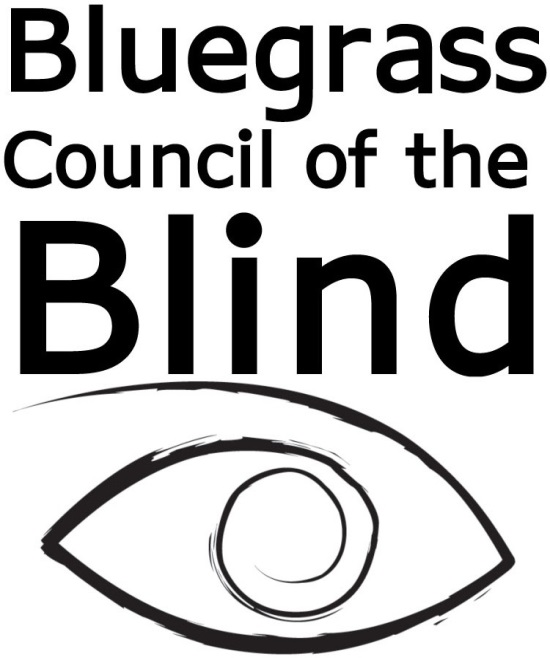 Bluegrass
Council of the
Blind